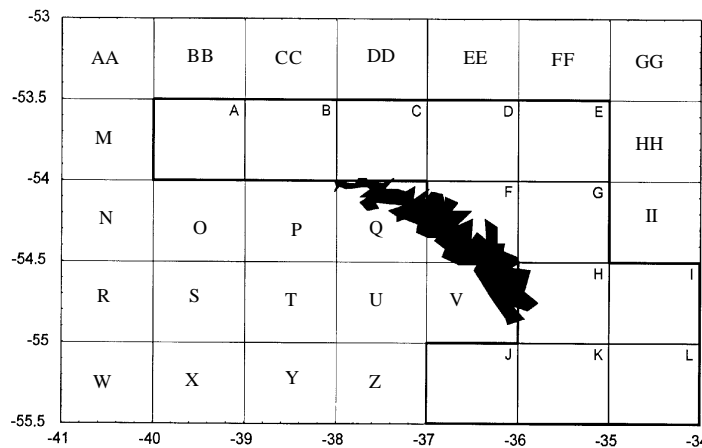 -53
AA BB CC DD EE FF GG
-53.5
M A B C D E HH
-54
N O P Q F G II
-54.5
R S T U V H I
-55
W X Y Z J K L
-55.5
-41 -40 -39 -38 -37 -36 -35 -34